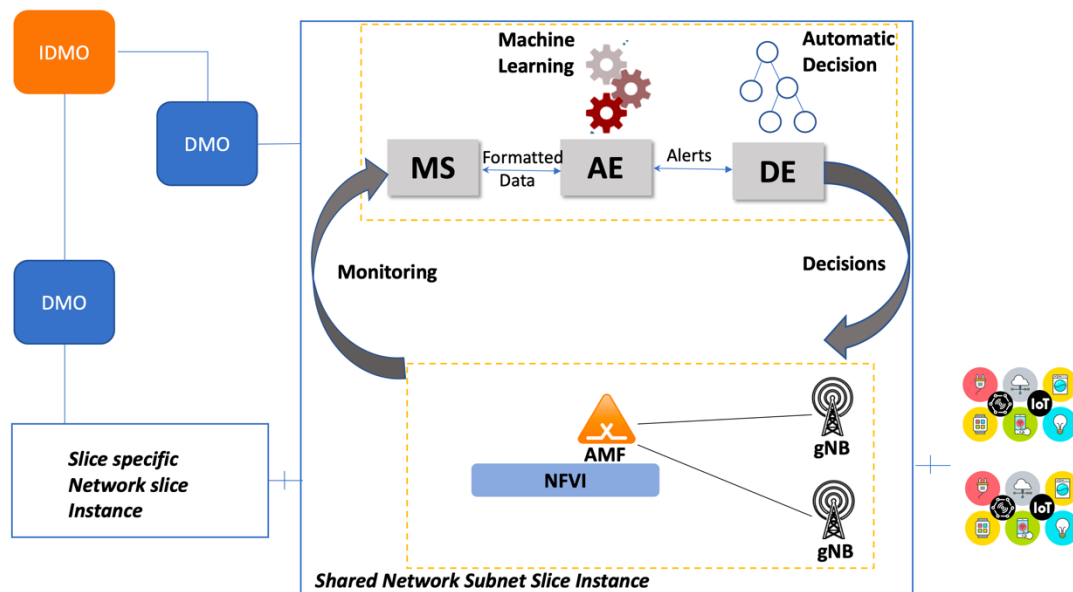 IDMO
DMO
DMO
Slice specific
Network slice
Instance
Machine
Learning
Automatic
Decision
MS
Formatted
Data
AE
Alerts
DE
Monitoring
Decisions
AMF
NFVI
gNB
gNB
Shared Network Subnet Slice Instance
IoT
IoT